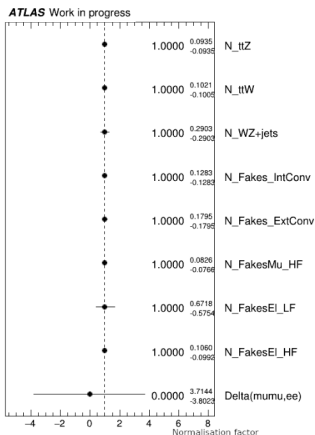 ATLAS Work in progress
1.0000 0.0935 -0.0935 N_ttZ
1.0000 0.1021 -0.1005 N_ttW
1.0000 0.2903 -0.2903 N_WZ+jets
1.0000 0.1283 -0.1283 N_Fakes_IntConv
1.0000 0.1795 -0.1795 N_Fakes_ExtConv
1.0000 0.0826 -0.0766 N_FakesMu_HF
1.0000 0.6718 -0.5754 N_FakesEl_LF
1.0000 0.1060 -0.0992 N_FakesEl_HF
0.0000 3.7144 -3.8023 Delta(mumu,ee)
−4 −2 0 2 4 6 8
Normalisation factor